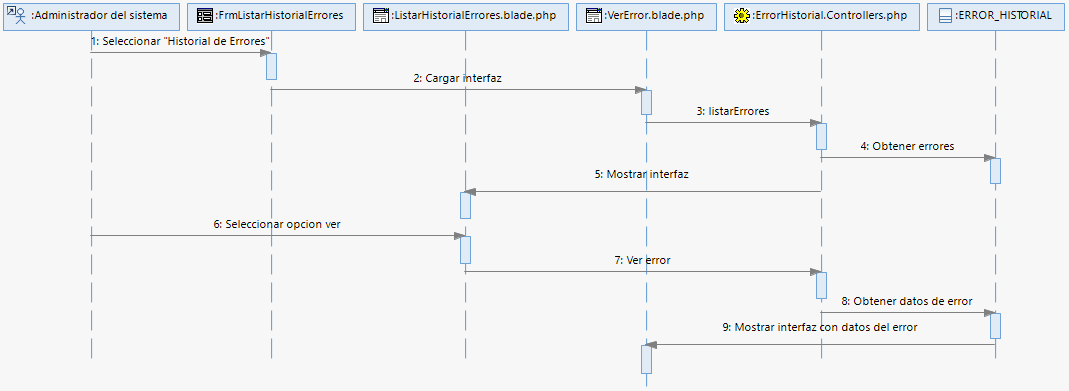 :Administrador del sistema
:FrmListarHistorialErrores
:ListarHistorialErrores.blade.php
:VerError.blade.php
:ErrorHistorial.Controllers.php
:ERROR_HISTORIAL
1: Seleccionar "Historial de Errores"
2: Cargar interfaz
3: listarErrores
4: Obtener errores
5: Mostrar interfaz
6: Seleccionar opcion ver
7: Ver error
8: Obtener datos de error
9: Mostrar interfaz con datos del error